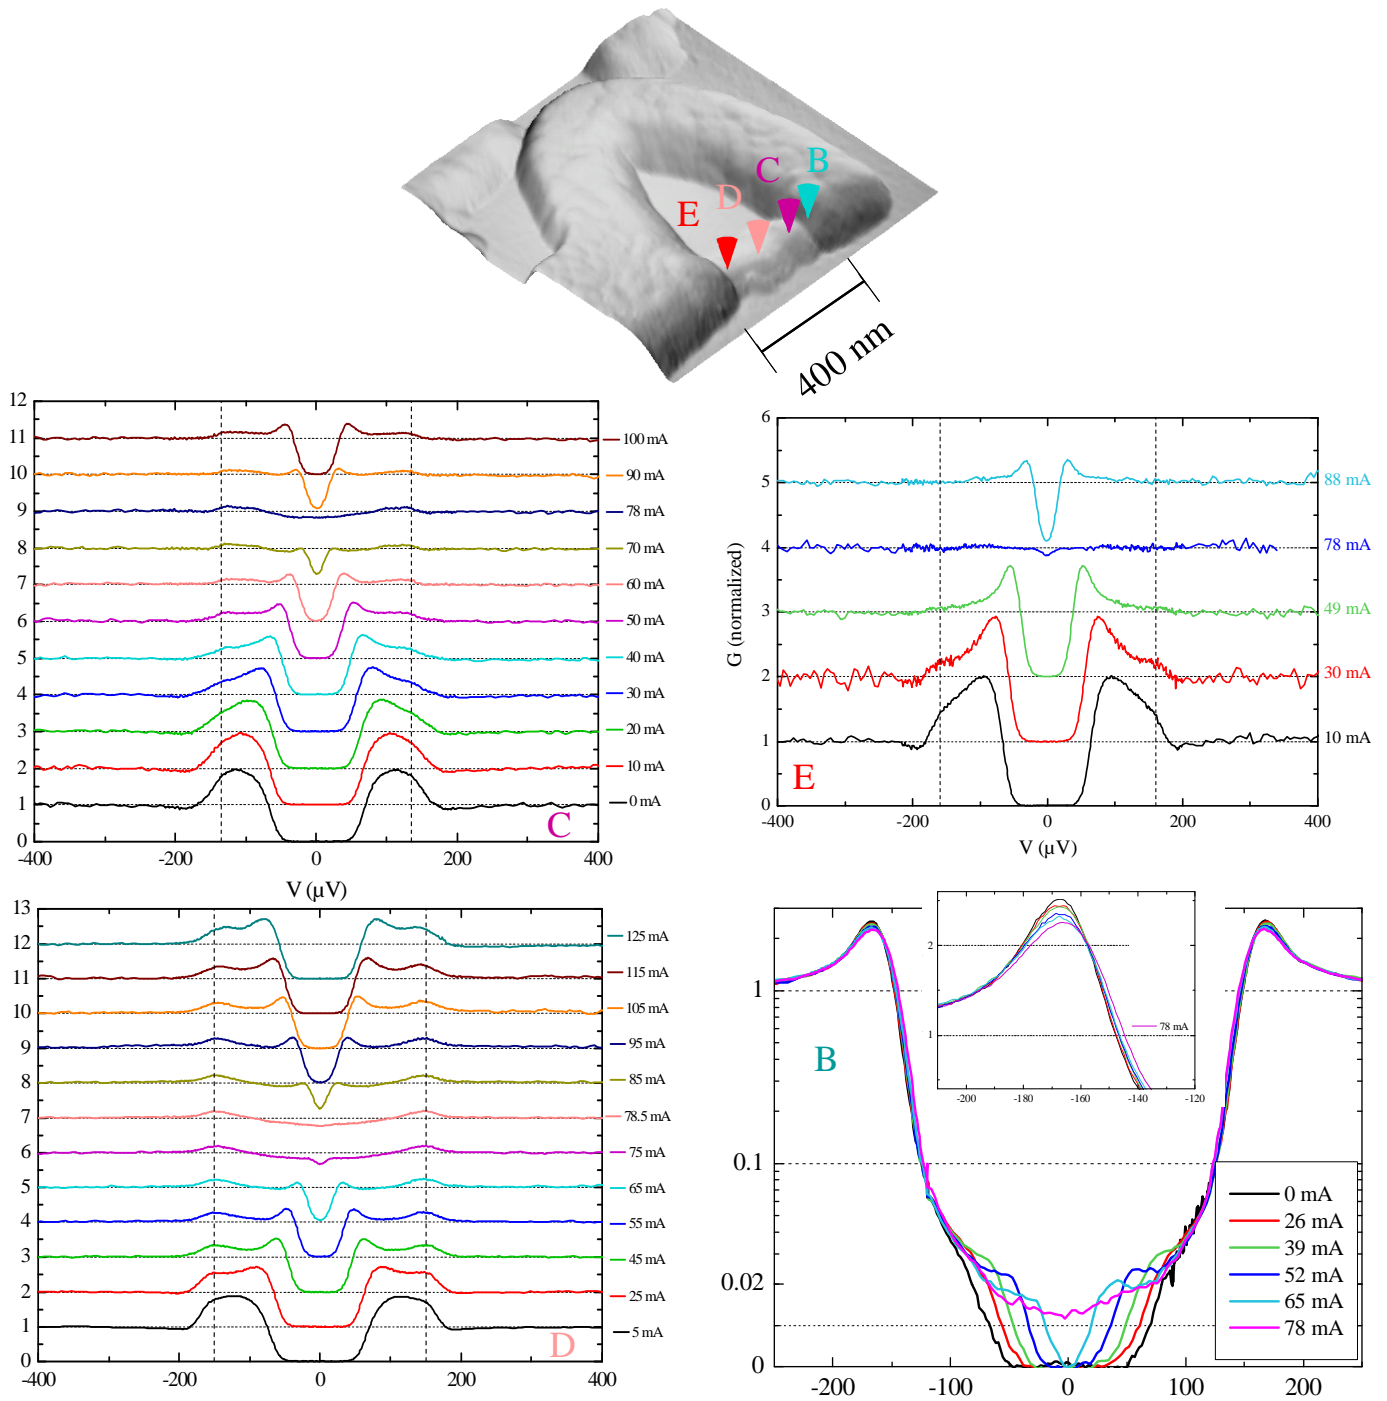 B
C
D
E
400 nm
12
11
10
9
8
7
6
5
4
3
2
1
0
-400
-200
0
200
400
V (µV)
100 mA
90 mA
78 mA
70 mA
60 mA
50 mA
40 mA
30 mA
20 mA
10 mA
0 mA
C
6
5
4
3
2
1
0
G (normalized)
-400
-200
0
200
400
V (µV)
88 mA
78 mA
49 mA
30 mA
10 mA
E
13
12
11
10
9
8
7
6
5
4
3
2
1
0
-400
-200
0
200
400
125 mA
115 mA
105 mA
95 mA
85 mA
78.5 mA
75 mA
65 mA
55 mA
45 mA
25 mA
5 mA
D
1
0.1
0.02
0
-200
-100
0
100
200
B
2
1
-200
-180
-160
-140
-120
78 mA
0 mA
26 mA
39 mA
52 mA
65 mA
78 mA